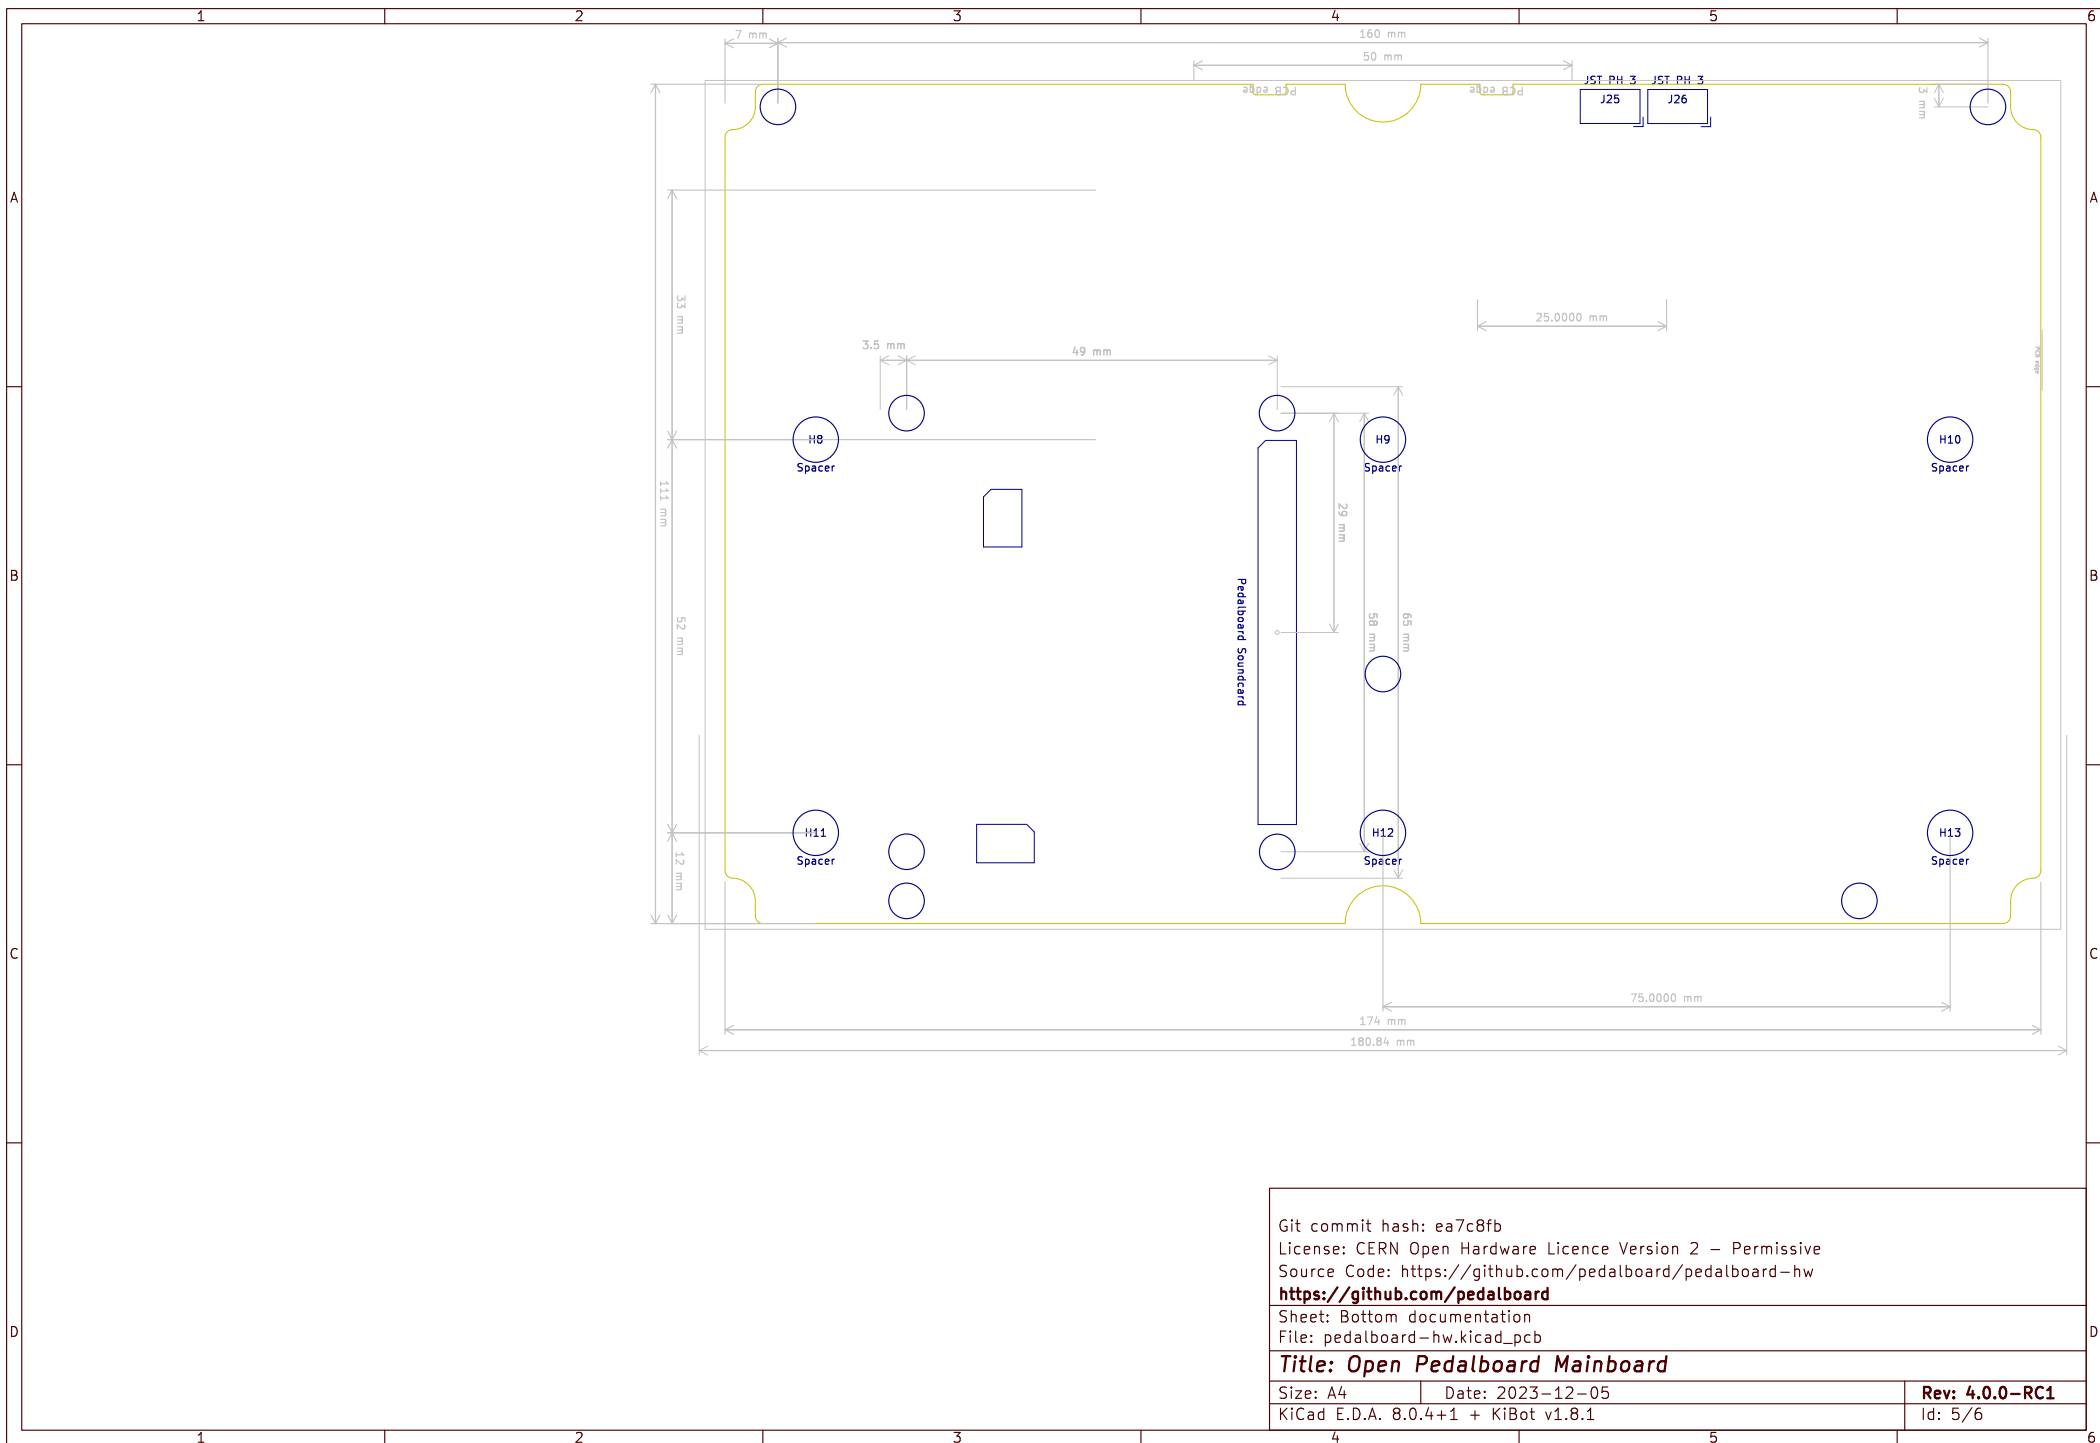 1 2 3 4 5 6
7 mm
160 mm
50 mm
JST PH 3 JST PH 3
PCB edge
PCB edge
J25 J26
3 mm
A A
33 mm
25.0000 mm
3.5 mm
49 mm
PCB edge
H8 H9 H10
Spacer Spacer Spacer
111 mm
29 mm
B B
Pedalboard Soundcard
52 mm
58 mm
65 mm
H11 H12 H13
Spacer Spacer Spacer
12 mm
C C
75.0000 mm
174 mm
180.84 mm
Git commit hash: ea7c8fb
License: CERN Open Hardware Licence Version 2 - Permissive
Source Code: https://github.com/pedalboard/pedalboard-hw
https://github.com/pedalboard
Sheet: Bottom documentation
File: pedalboard-hw.kicad_pcb
D D
Title: Open Pedalboard Mainboard
Size: A4 Date: 2023-12-05 Rev: 4.0.0-RC1
KiCad E.D.A. 8.0.4+1 + KiBot v1.8.1 Id: 5/6
1 2 3 4 5 6